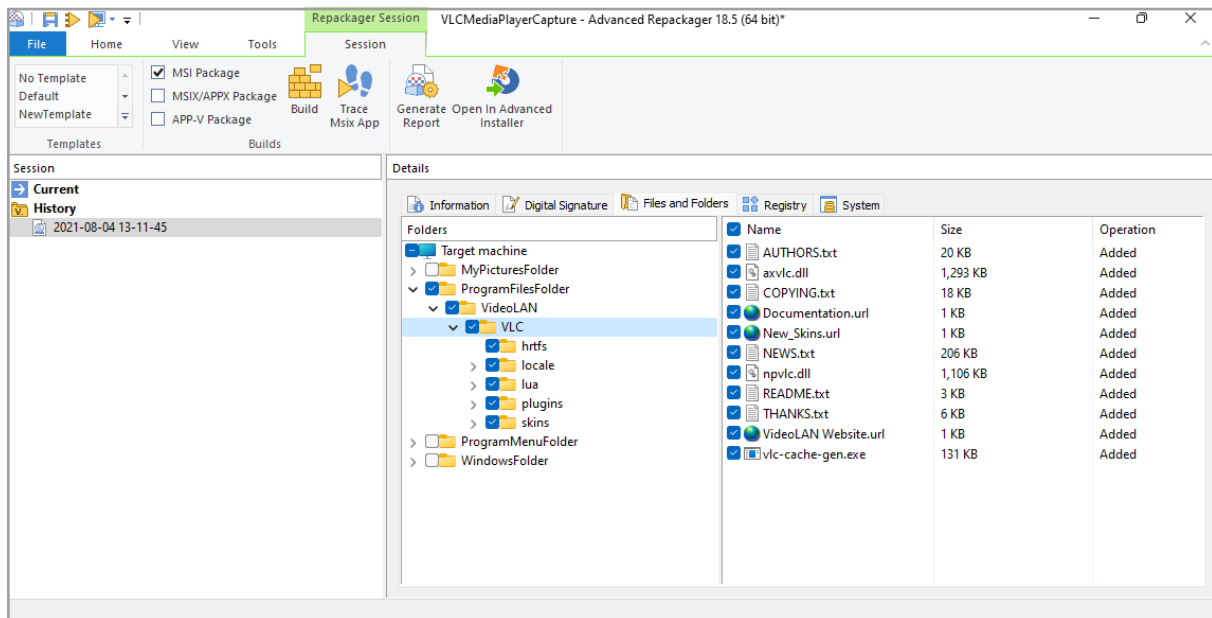 Repackager Session VLCMediaPlayerCapture - Advanced Repackager 18.5 (64 bit)*
File Home View Tools Session
No Template
Default
NewTemplate
Templates
MSI Package
MSIX/APPX Package
APP-V Package
Build
Trace
Msix App
Builds
Generate
Report
Open In Advanced
Installer
Session
Current
History
2021-08-04 13-11-45
Details
Information Digital Signature Files and Folders Registry System
Folders
Target machine
MyPicturesFolder
ProgramFilesFolder
VideoLAN
VLC
hrtfs
locale
lua
plugins
skins
ProgramMenuFolder
WindowsFolder
Name Size Operation
AUTHORS.txt 20 KB Added
axvlc.dll 1,293 KB Added
COPYING.txt 18 KB Added
Documentation.url 1 KB Added
New_Skins.url 1 KB Added
NEWS.txt 206 KB Added
npvlc.dll 1,106 KB Added
README.txt 3 KB Added
THANKS.txt 6 KB Added
VideoLAN Website.url 1 KB Added
vlc-cache-gen.exe 131 KB Added